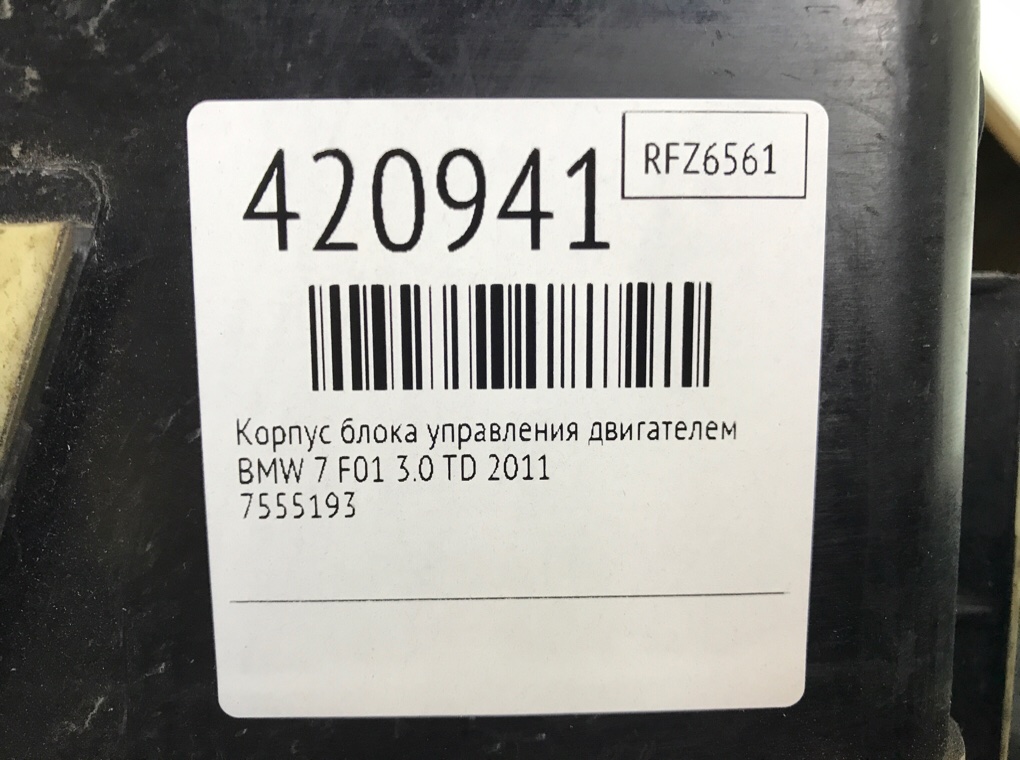 420941
RFZ6561
Корпус блока управления двигателем
BMW 7 F01 3.0 TD 2011
7555193